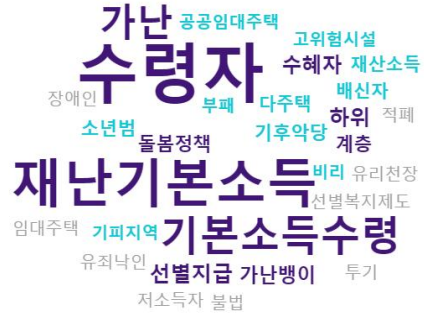 가난 공공임대주택
고위험시설
수령자 수혜자 재산소득
장애인 부패 다주택 배신자
하위 적폐
소년범 돌봄정책 기후악당 계층
재난기본소득 비리 유리천장
선별복지제도
임대주택 기피지역 기본소득수령
유죄낙인 선별지급 가난뱅이 투기
저소득자 불법